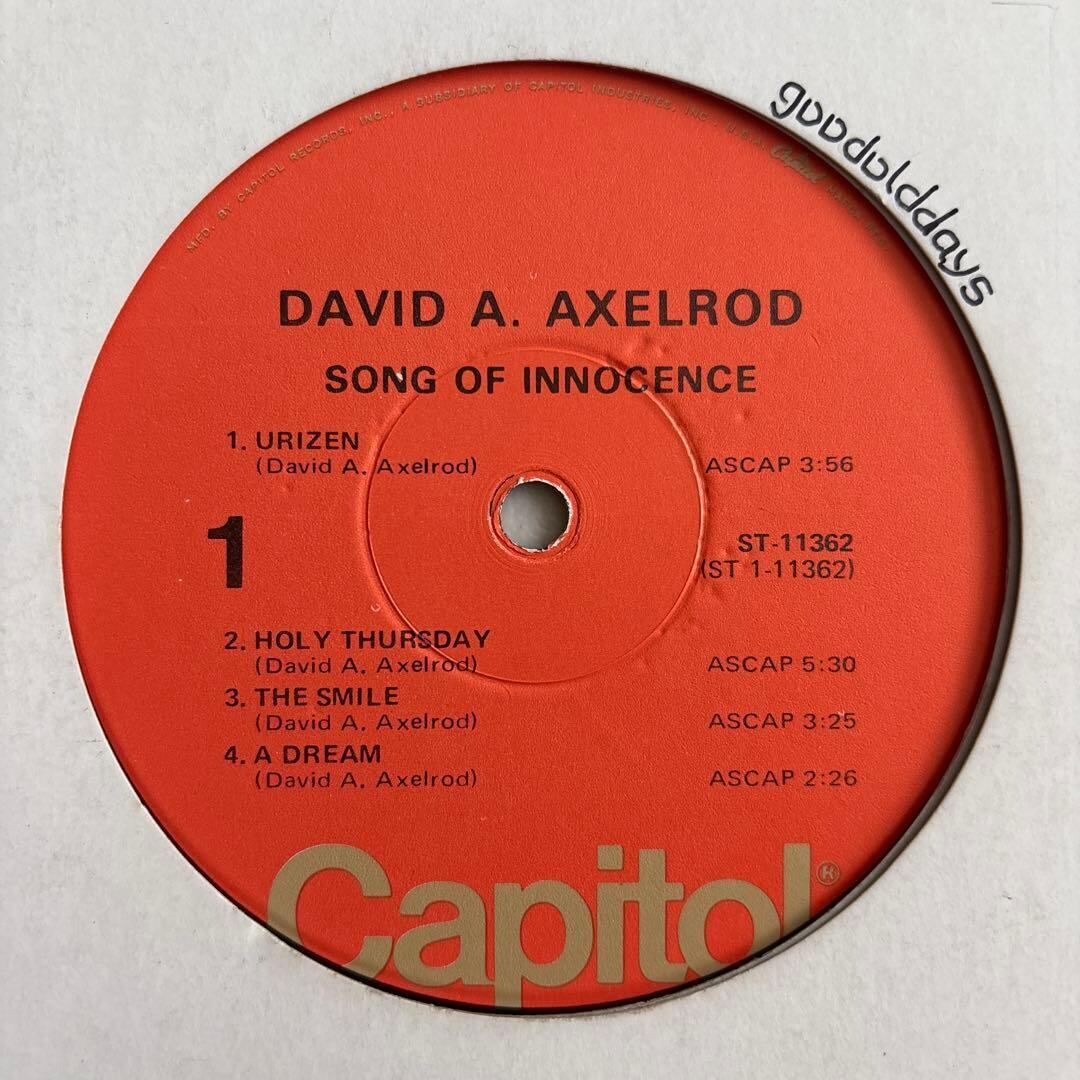 gooddolddays
MFD. BY CAPITOL RECORDS, INC., A SUBSIDIARY OF CAPITOL INDUSTRIES, INC., U.S.A. Capitol
DAVID A. AXELROD
SONG OF INNOCENCE
1. URIZEN
(David A. Axelrod) ASCAP 3:56
1
ST-11362
(ST 1-11362)
2. HOLY THURSDAY
(David A. Axelrod) ASCAP 5:30
3. THE SMILE
(David A. Axelrod) ASCAP 3:25
4. A DREAM
(David A. Axelrod) ASCAP 2:26
Capitol®